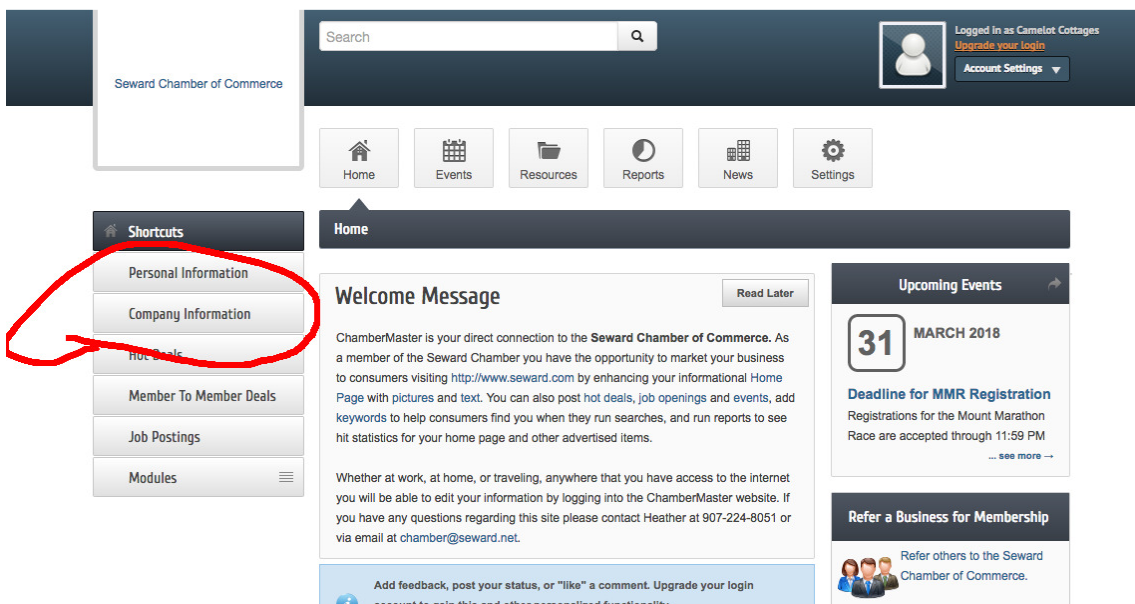 Search
Logged in as Camelot Cottages
Upgrade your login
Account Settings
Seward Chamber of Commerce
Home
Events
Resources
Reports
News
Settings
Shortcuts
Personal Information
Company Information
Hot Deals
Member To Member Deals
Job Postings
Modules
Home
Welcome Message
Read Later
ChamberMaster is your direct connection to the Seward Chamber of Commerce. As
a member of the Seward Chamber you have the opportunity to market your business
to consumers visiting http://www.seward.com by enhancing your informational Home
Page with pictures and text. You can also post hot deals, job openings and events, add
keywords to help consumers find you when they run searches, and run reports to see
hit statistics for your home page and other advertised items.
Whether at work, at home, or traveling, anywhere that you have access to the internet
you will be able to edit your information by logging into the ChamberMaster website. If
you have any questions regarding this site please contact Heather at 907-224-8051 or
via email at chamber@seward.net.
Add feedback, post your status, or "like" a comment. Upgrade your login
account to gain this and other personalized functionality.
Upcoming Events
31
MARCH 2018
Deadline for MMR Registration
Registrations for the Mount Marathon
Race are accepted through 11:59 PM
... see more →
Refer a Business for Membership
Refer others to the Seward
Chamber of Commerce.